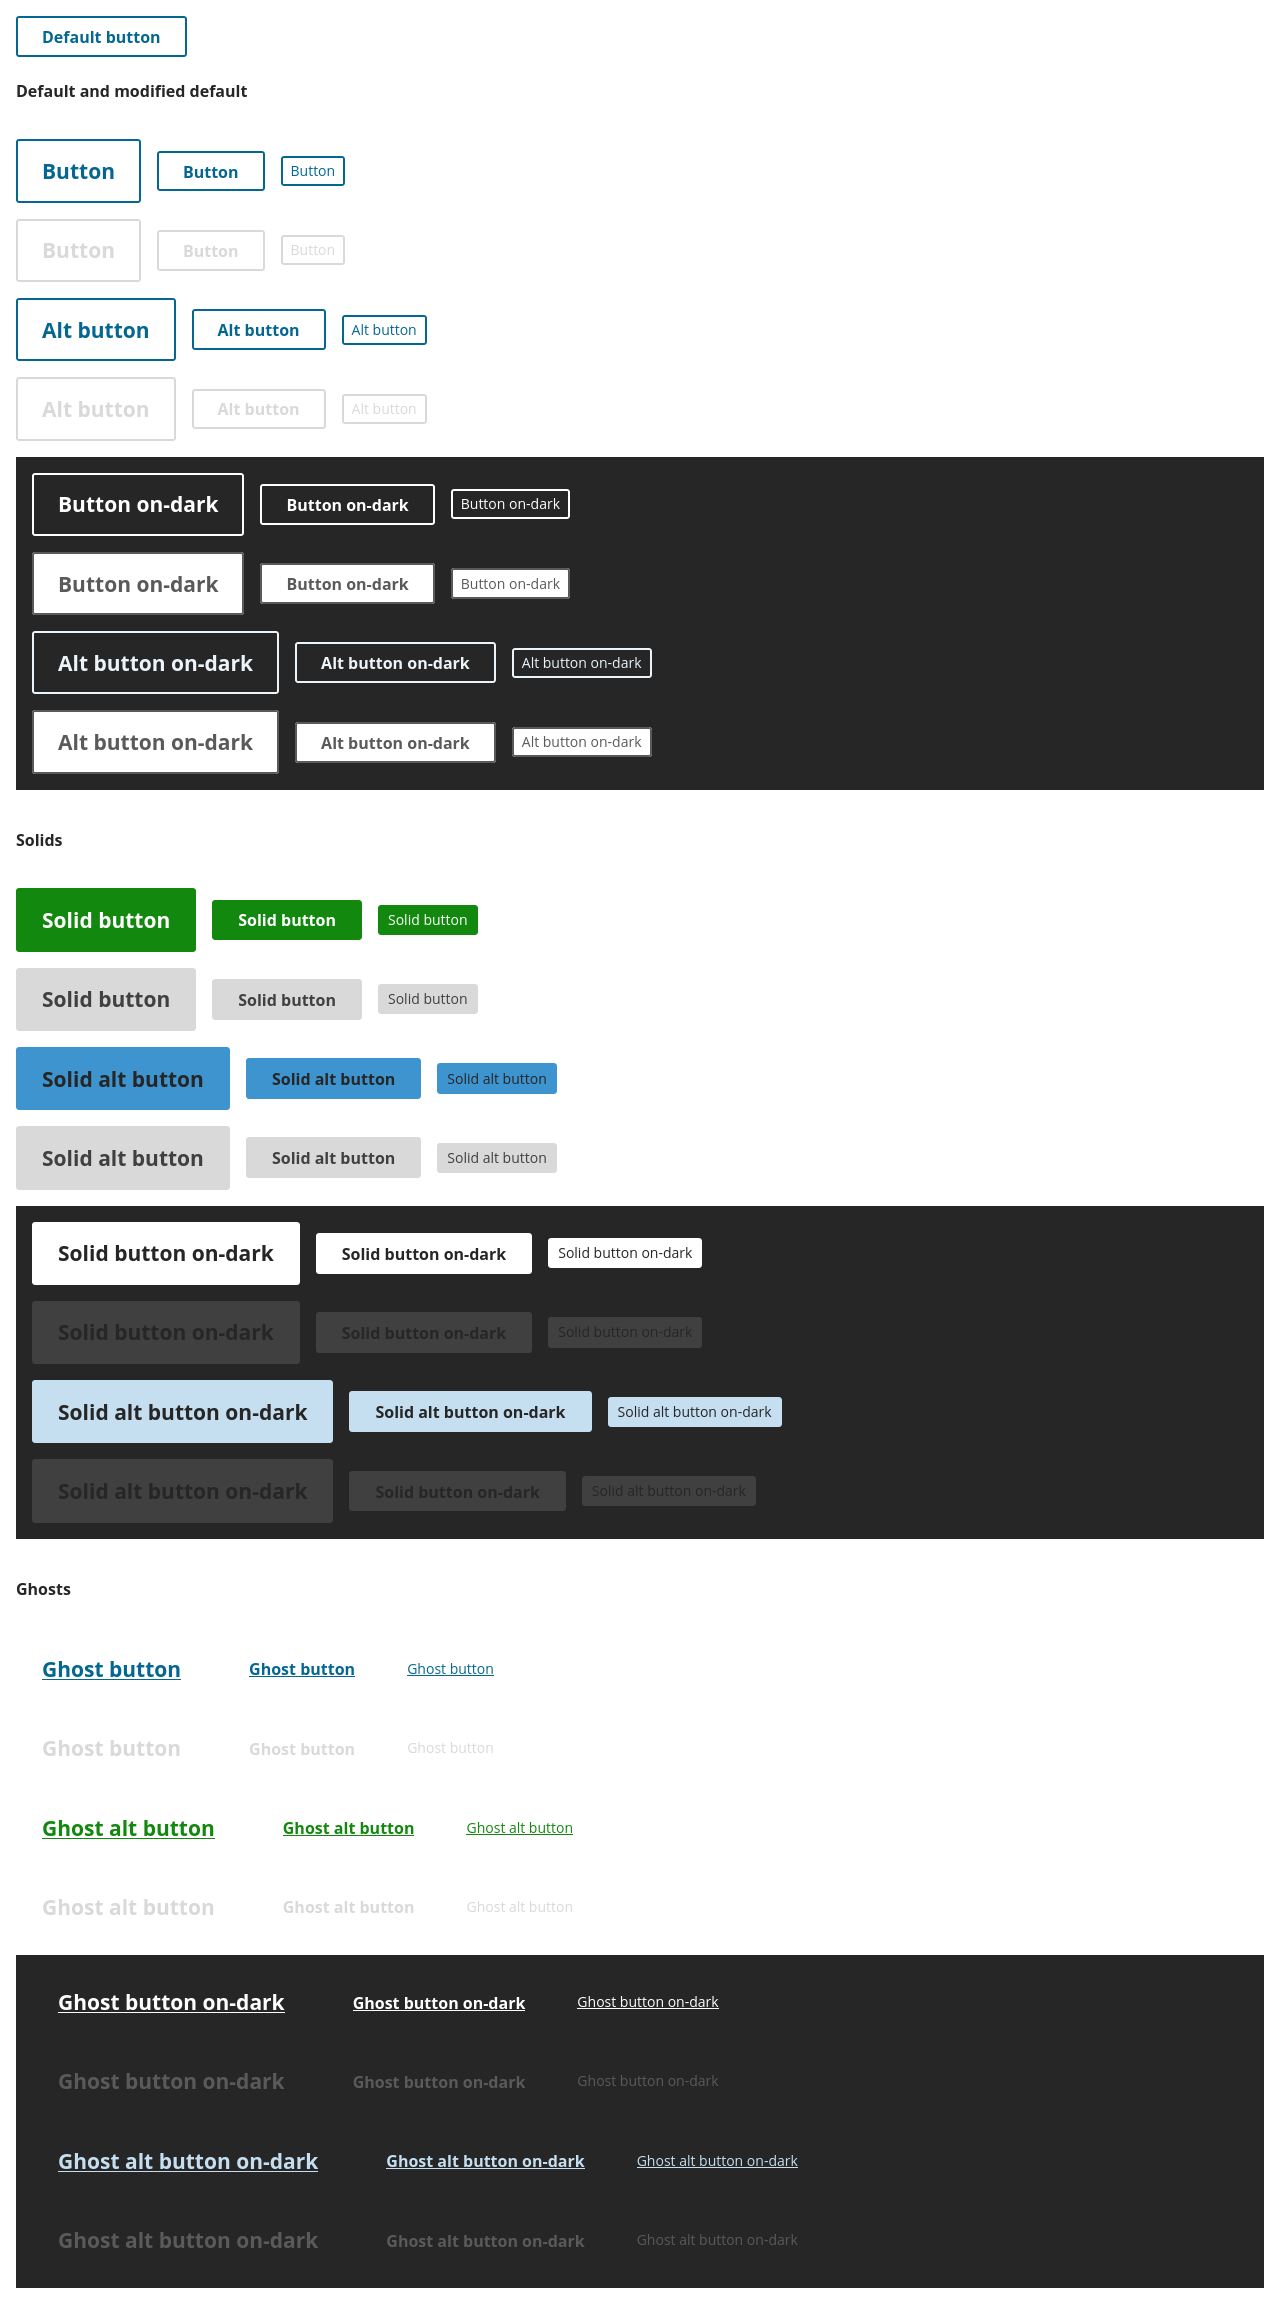 Default button
Default and modified default
Button Button Button
Button Button Button
Alt button Alt button Alt button
Alt button Alt button Alt button
Button on-dark Button on-dark Button on-dark
Button on-dark Button on-dark Button on-dark
Alt button on-dark Alt button on-dark Alt button on-dark
Alt button on-dark Alt button on-dark Alt button on-dark
Solids
Solid button Solid button Solid button
Solid button Solid button Solid button
Solid alt button Solid alt button Solid alt button
Solid alt button Solid alt button Solid alt button
Solid button on-dark Solid button on-dark Solid button on-dark
Solid button on-dark Solid button on-dark Solid button on-dark
Solid alt button on-dark Solid alt button on-dark Solid alt button on-dark
Solid alt button on-dark Solid button on-dark Solid alt button on-dark
Ghosts
Ghost button Ghost button Ghost button
Ghost button Ghost button Ghost button
Ghost alt button Ghost alt button Ghost alt button
Ghost alt button Ghost alt button Ghost alt button
Ghost button on-dark Ghost button on-dark Ghost button on-dark
Ghost button on-dark Ghost button on-dark Ghost button on-dark
Ghost alt button on-dark Ghost alt button on-dark Ghost alt button on-dark
Ghost alt button on-dark Ghost alt button on-dark Ghost alt button on-dark